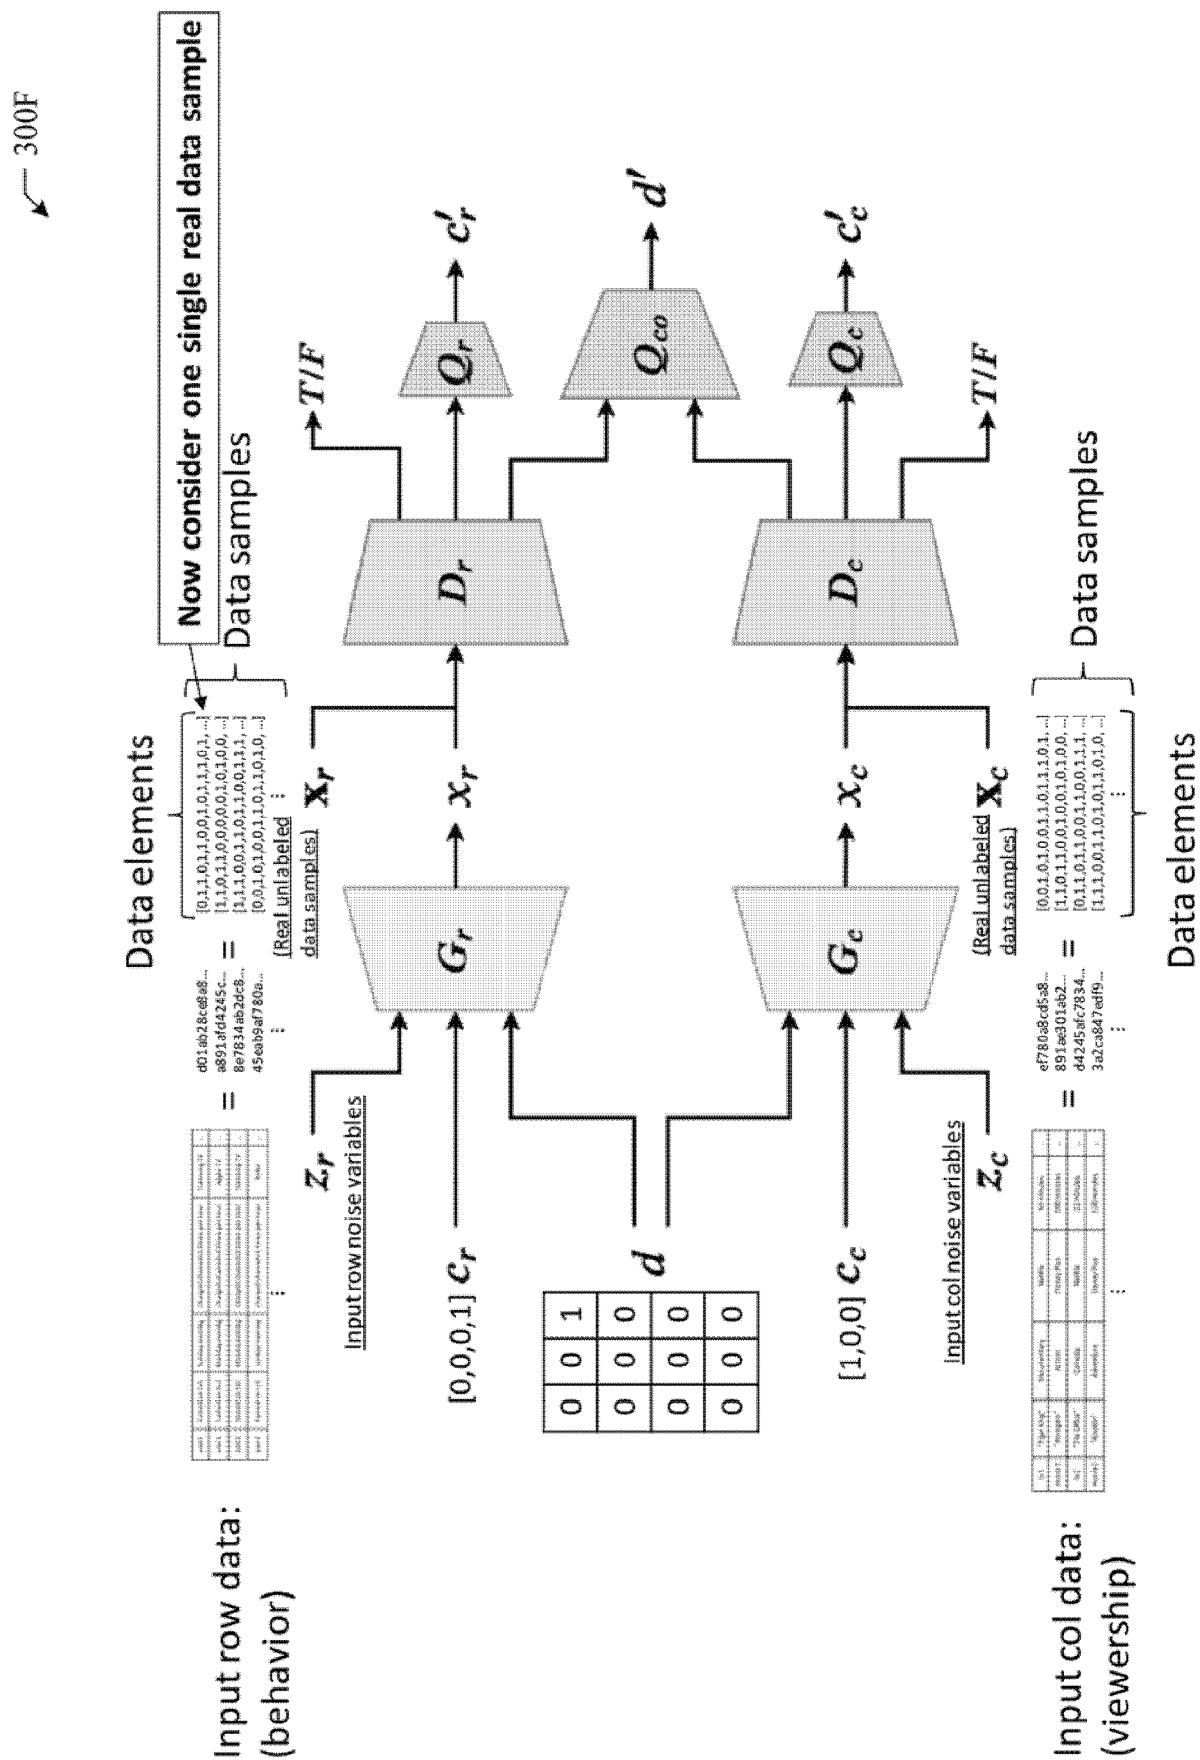 300F
Now consider one single real data sample
Data elements
Data samples
Input row data:
(behavior)
=
d01ab28ce8a8...
a891afd4245c...
8e7834ab2dc8...
45eab9af780a...
⋮
=
[0,1,1,0,1,1,0,0,1,0,1,1,1,0,1, ...]
[1,1,0,1,1,0,0,0,0,1,0,1,0,0, ...]
[1,1,1,0,0,1,1,0,1,1,0,0,1,1,1, ...]
[0,0,1,0,1,0,0,1,1,0,1,1,0,1,0, ...]
⋮
(Real unlabeled
data samples)
X_r
z_r
Input row noise variables
[0,0,0,1] c_r
G_r
x_r
D_r
T/F
Q_r
c'_r
0 0 1
0 0 0
0 0 0
0 0 0
d
Q_co
d'
[1,0,0] c_c
G_c
x_c
D_c
Q_c
c'_c
T/F
Input col noise variables
z_c
(Real unlabeled
data samples)
X_c
Input col data:
(viewership)
=
ef780a8cd5a8...
891ae301ab2...
d4245afc7834...
3a2ca847adf9...
⋮
=
[0,0,1,0,1,0,0,1,1,0,1,1,1,0,1, ...]
[1,1,0,1,1,0,0,1,0,0,1,0,1,0,0, ...]
[0,1,1,0,1,1,0,0,1,1,0,0,1,1,1, ...]
[1,1,1,0,0,1,1,0,1,0,1,1,0,1,0, ...]
⋮
Data samples
Data elements